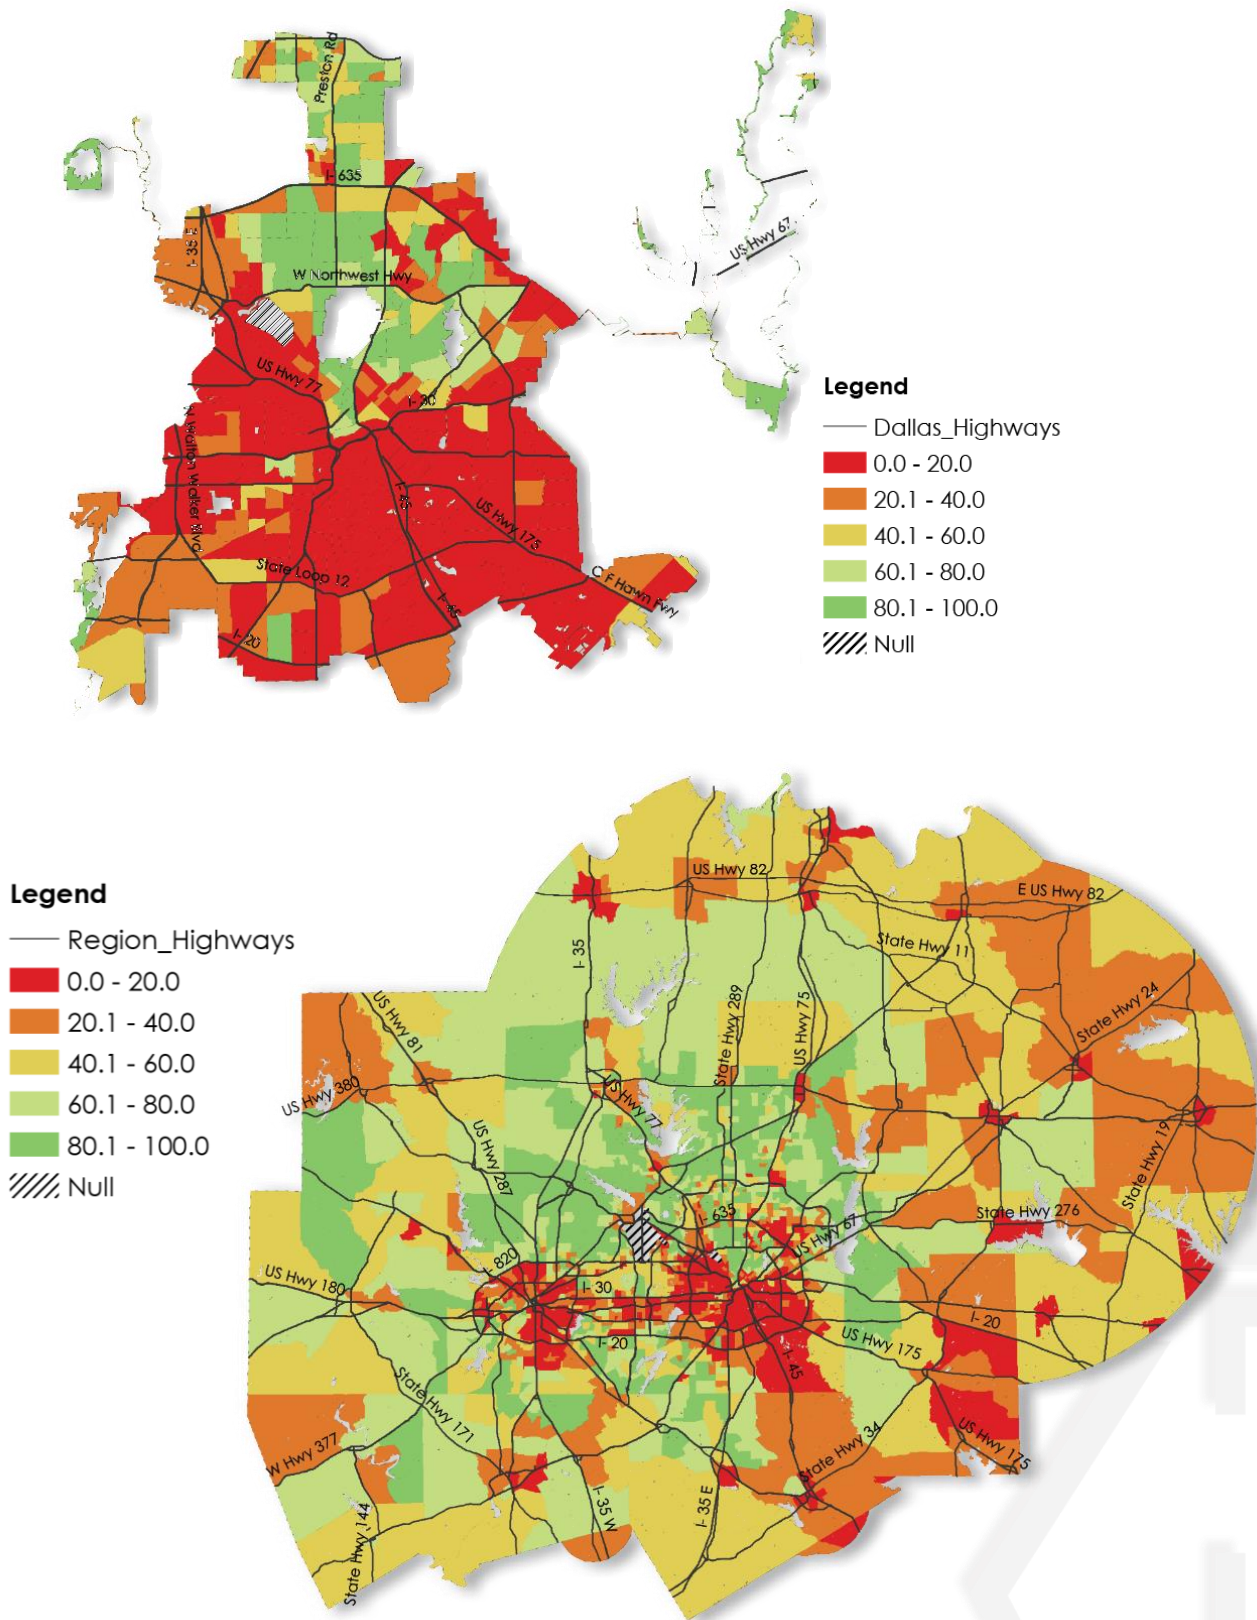 Preston Rd
I- 635
I- 35 E
W Northwest Hwy
US Hwy 67
US Hwy 77
I- 30
N Walton Walker Blvd
I- 45
US Hwy 175
State Loop 12
C F Hawn Fwy
I- 45
I- 20
Legend
Dallas_Highways
0.0 - 20.0
20.1 - 40.0
40.1 - 60.0
60.1 - 80.0
80.1 - 100.0
Null
Legend
Region_Highways
0.0 - 20.0
20.1 - 40.0
40.1 - 60.0
60.1 - 80.0
80.1 - 100.0
Null
US Hwy 82
E US Hwy 82
State Hwy 11
I- 35
State Hwy 289
US Hwy 75
State Hwy 24
US Hwy 81
US Hwy 380
US Hwy 77
US Hwy 287
State Hwy 19
I- 635
US Hwy 67
State Hwy 276
I- 820
US Hwy 180
I- 30
I- 20
I- 20
US Hwy 175
I- 45
State Hwy 171
W Hwy 377
State Hwy 34
US Hwy 175
State Hwy 144
I- 35 W
I- 35 E